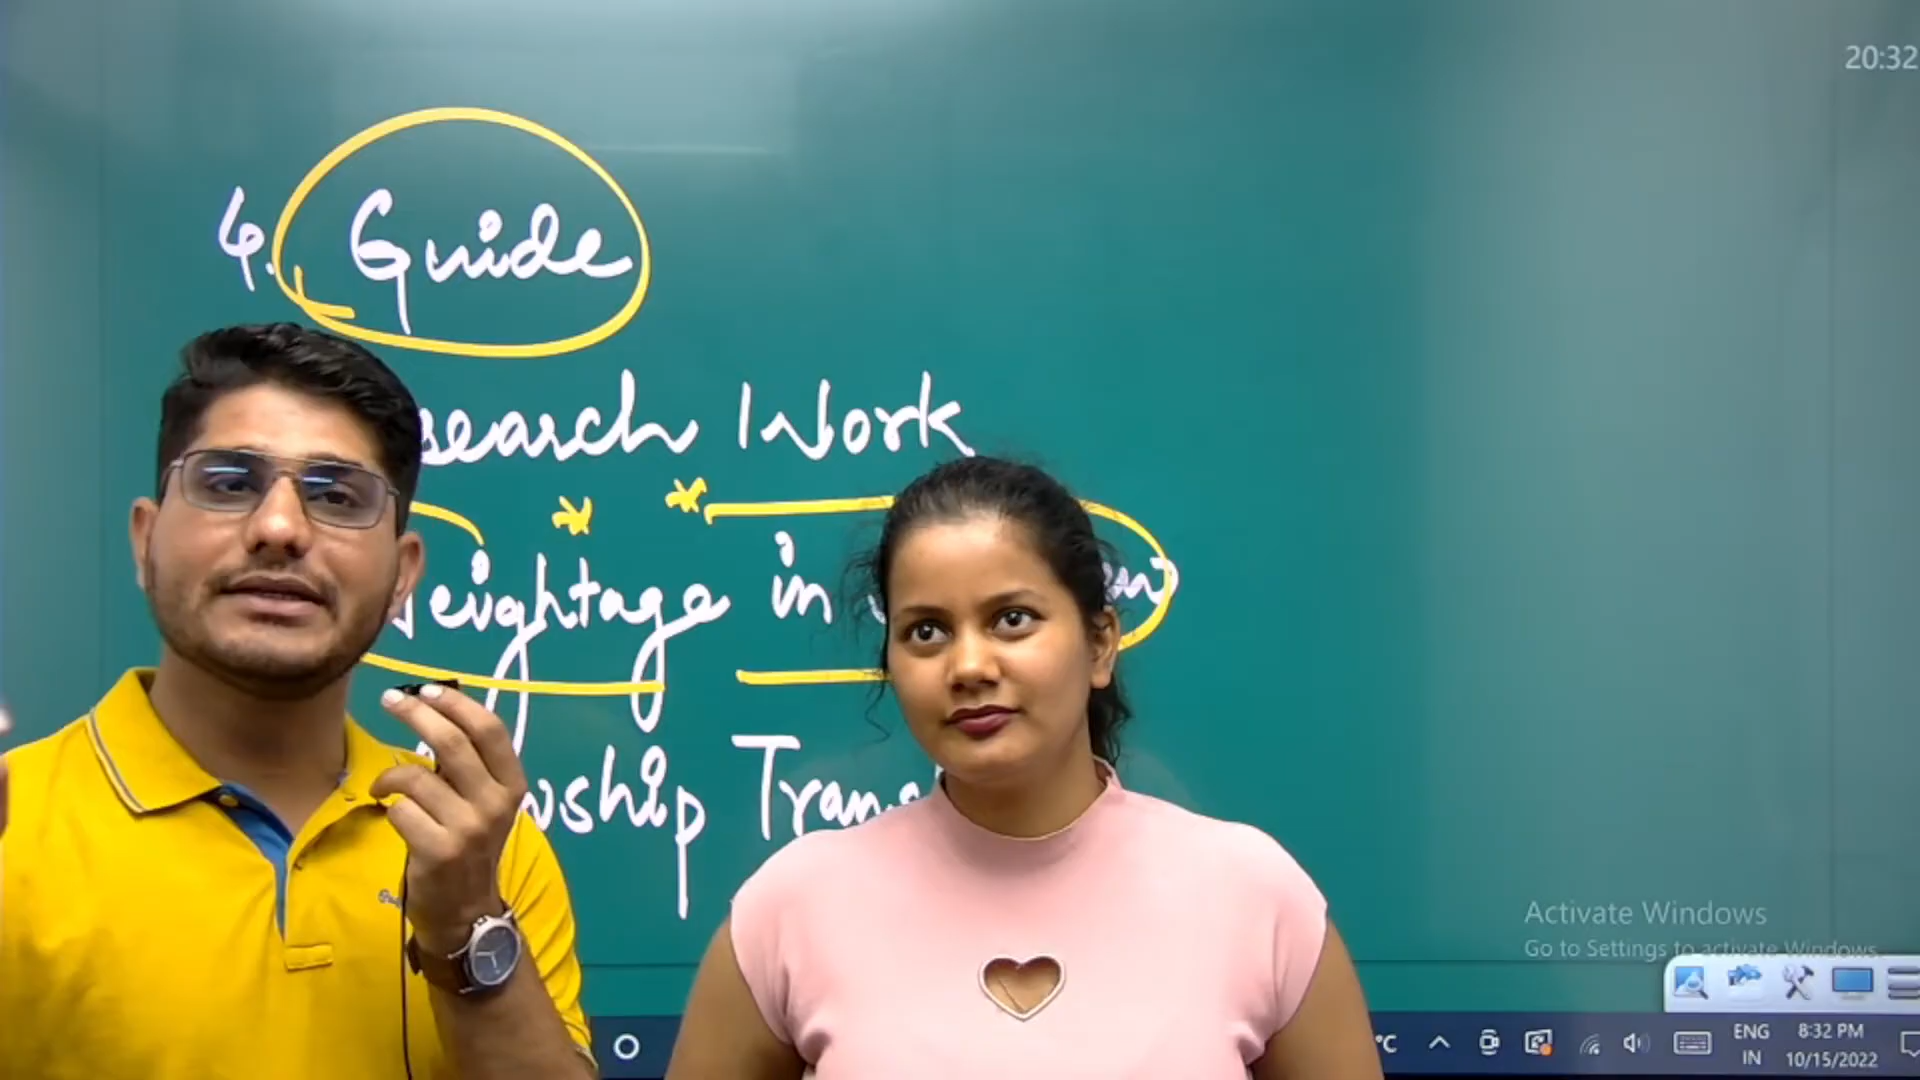 20:32
4. Guide
search Work
* *
eightage in
wship Trans
Activate Windows
Go to Settings to activate Windows.
°C ENG 8:32 PM
IN 10/15/2022